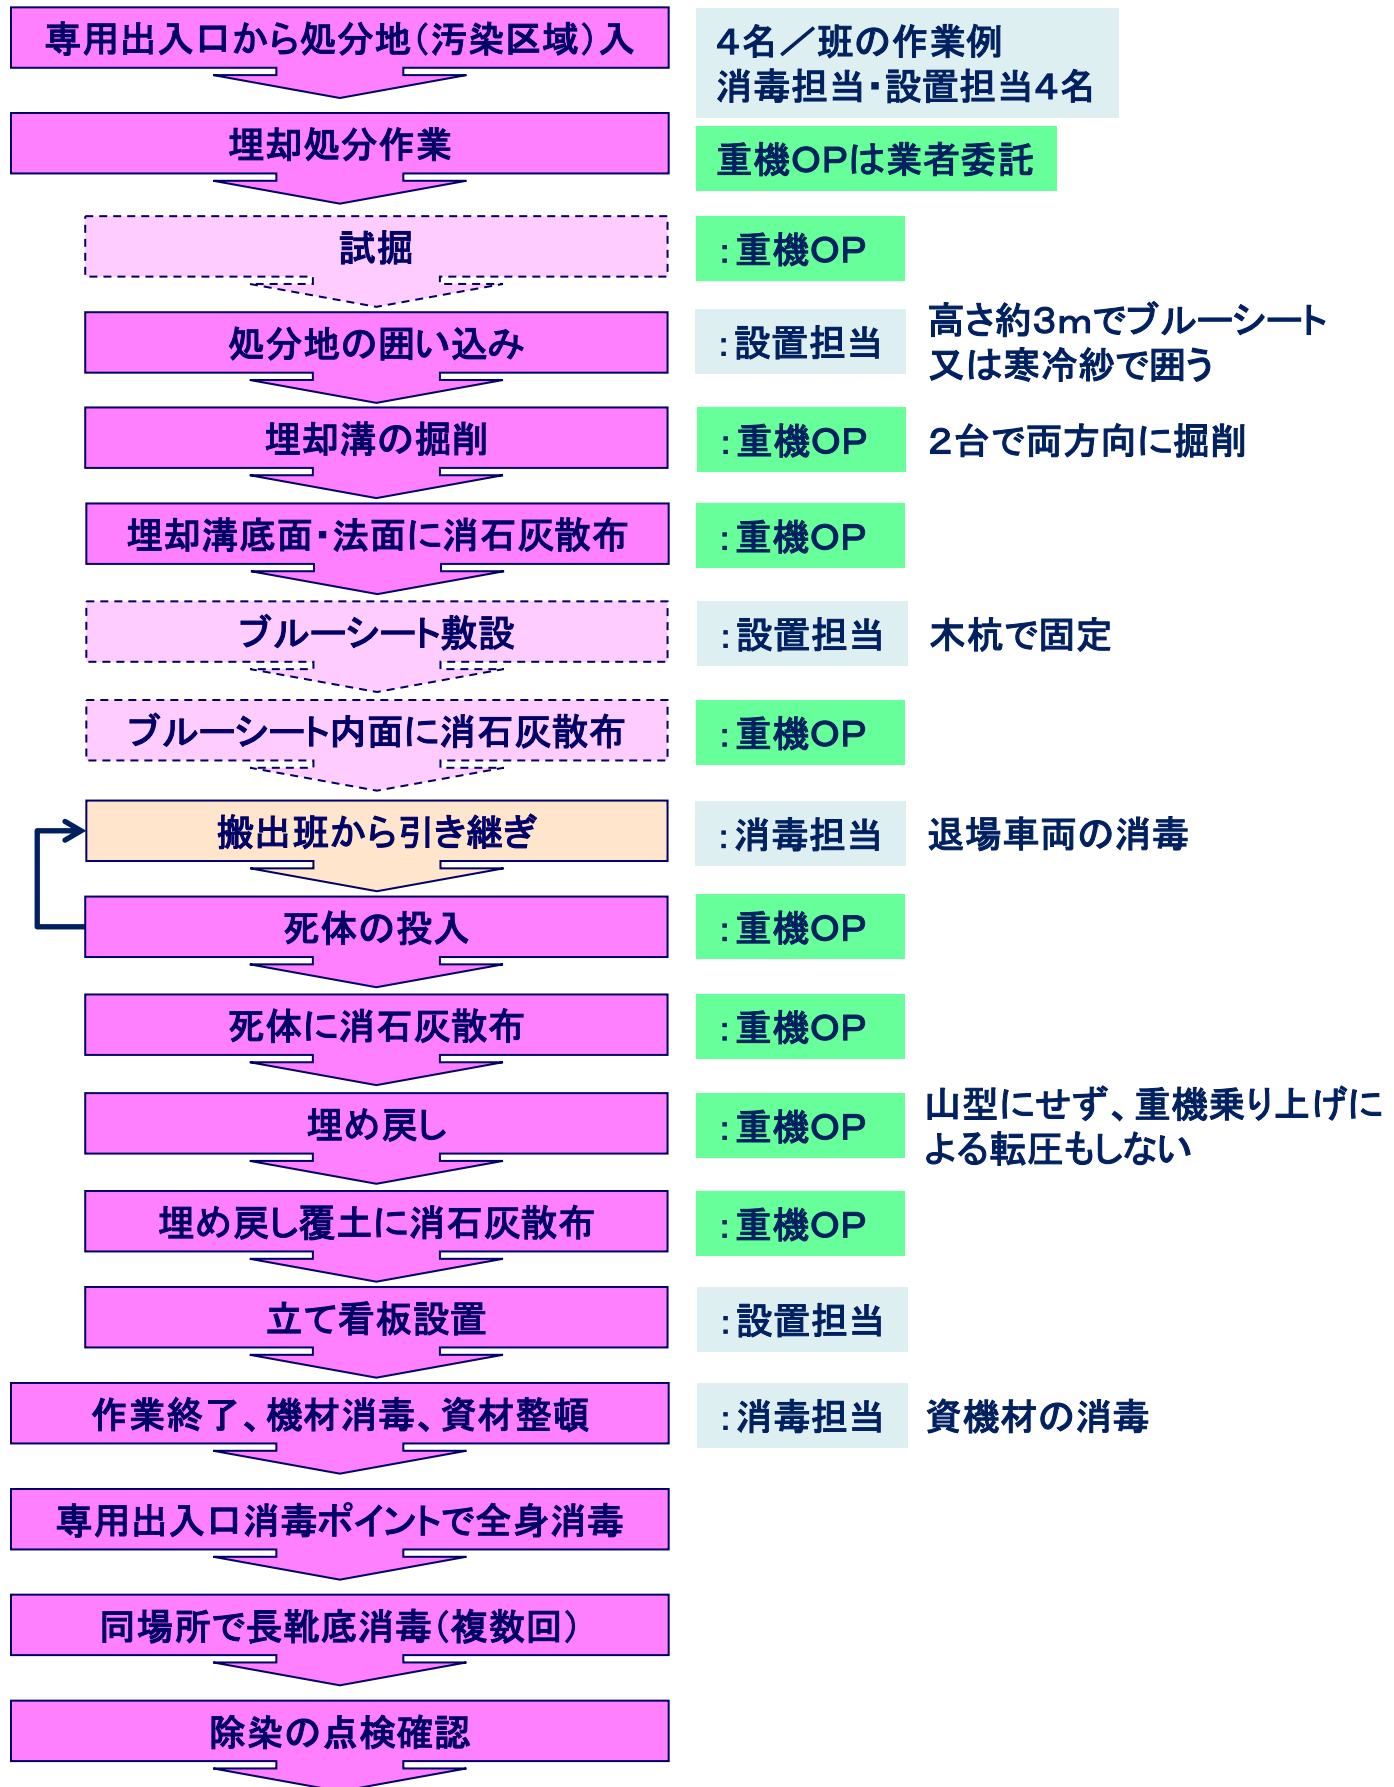 専用出入口から処分地（汚染区域）入
4名／班の作業例
消毒担当・設置担当4名
埋却処分作業
重機OPは業者委託
試掘
：重機OP
処分地の囲い込み
：設置担当
高さ約3mでブルーシート
又は寒冷紗で囲う
埋却溝の掘削
：重機OP
2台で両方向に掘削
埋却溝底面・法面に消石灰散布
：重機OP
ブルーシート敷設
：設置担当
木杭で固定
ブルーシート内面に消石灰散布
：重機OP
搬出班から引き継ぎ
：消毒担当
退場車両の消毒
死体の投入
：重機OP
死体に消石灰散布
：重機OP
埋め戻し
：重機OP
山型にせず、重機乗り上げに
よる転圧もしない
埋め戻し覆土に消石灰散布
：重機OP
立て看板設置
：設置担当
作業終了、機材消毒、資材整頓
：消毒担当
資機材の消毒
専用出入口消毒ポイントで全身消毒
同場所で長靴底消毒（複数回）
除染の点検確認